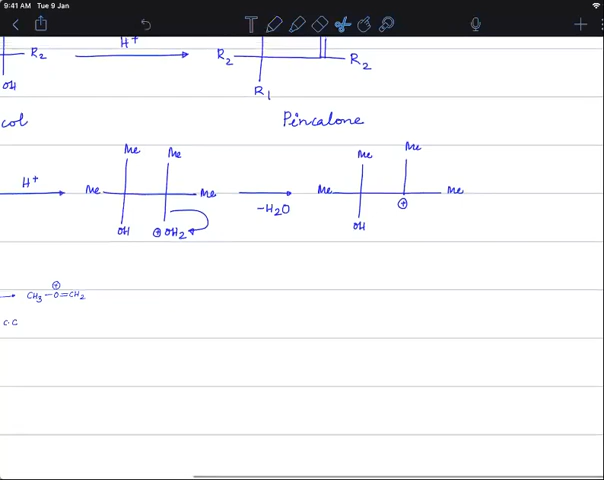 9:41 AM Tue 9 Jan
R2 H+ R2 R2
OH
R1
col Pincalone
Me Me Me Me
H+ Me Me -H2O Me Me
OH ⊕OH2 OH ⊕
⊕
CH3-O=CH2
C.C